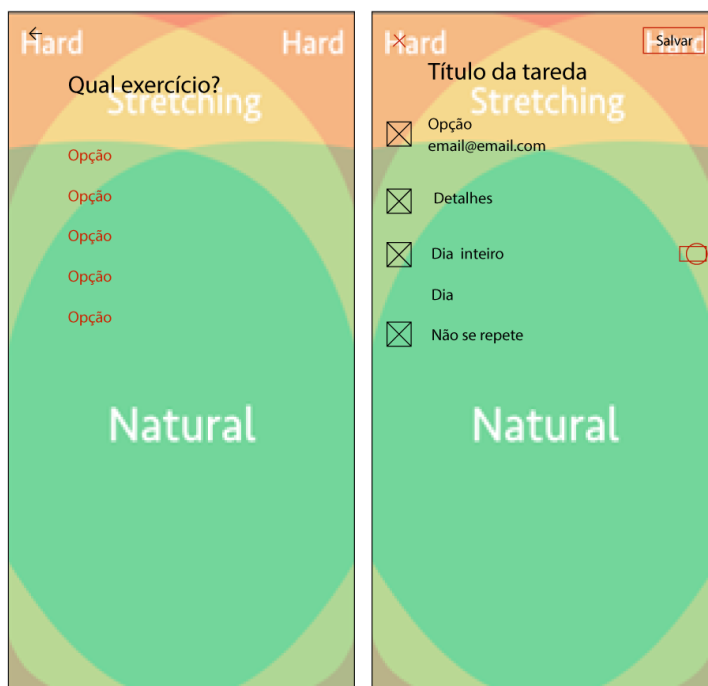 Hard
Hard
Qual exercício?
Stretching
Opção
Opção
Opção
Opção
Opção
Natural
Hard
Hard
Salvar
Título da tareda
Stretching
Opção
email@email.com
Detalhes
Dia inteiro
Dia
Não se repete
Natural